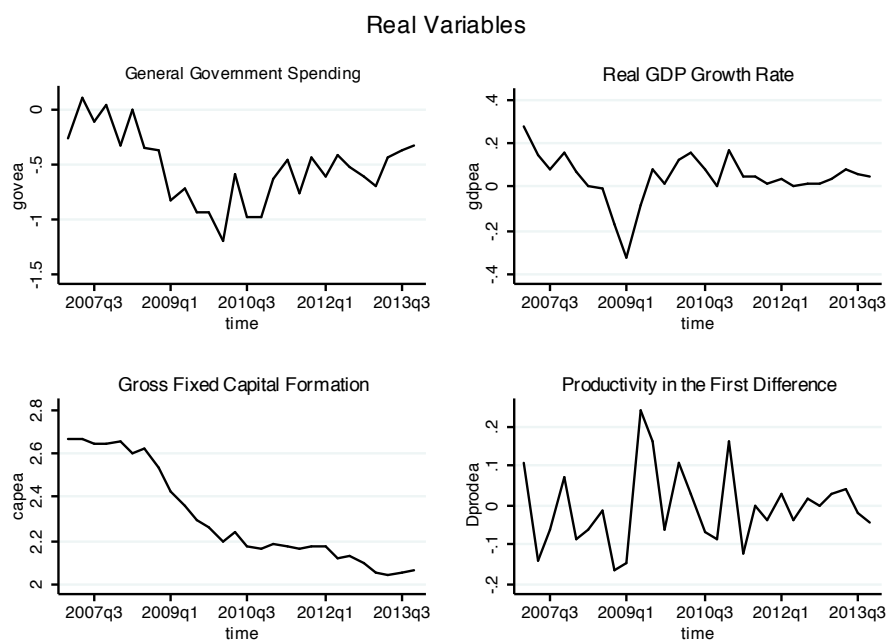 Real Variables
General Government Spending
govea
0
-.5
-1
-1.5
2007q3 2009q1 2010q3 2012q1 2013q3
time
Real GDP Growth Rate
gdpea
.4
.2
0
-.2
-.4
2007q3 2009q1 2010q3 2012q1 2013q3
time
Gross Fixed Capital Formation
capea
2.8
2.6
2.4
2.2
2
2007q3 2009q1 2010q3 2012q1 2013q3
time
Productivity in the First Difference
Dprodea
.2
.1
0
-.1
-.2
2007q3 2009q1 2010q3 2012q1 2013q3
time